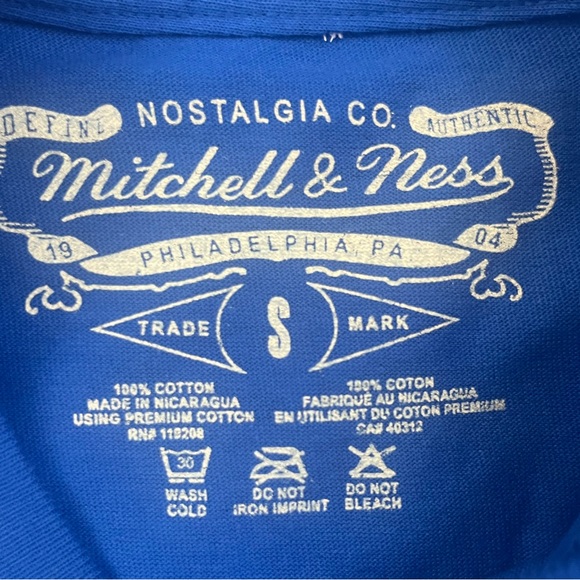 NOSTALGIA CO.
DEFINE AUTHENTIC
Mitchell & Ness
19 PHILADELPHIA, PA 04
TRADE S MARK
100% COTTON
MADE IN NICARAGUA
USING PREMIUM COTTON
RN# 119208
100% COTON
FABRIQUÉ AU NICARAGUA
EN UTILISANT DU COTON PREMIUM
CA# 40312
30
WASH
COLD
DO NOT
IRON IMPRINT
DO NOT
BLEACH